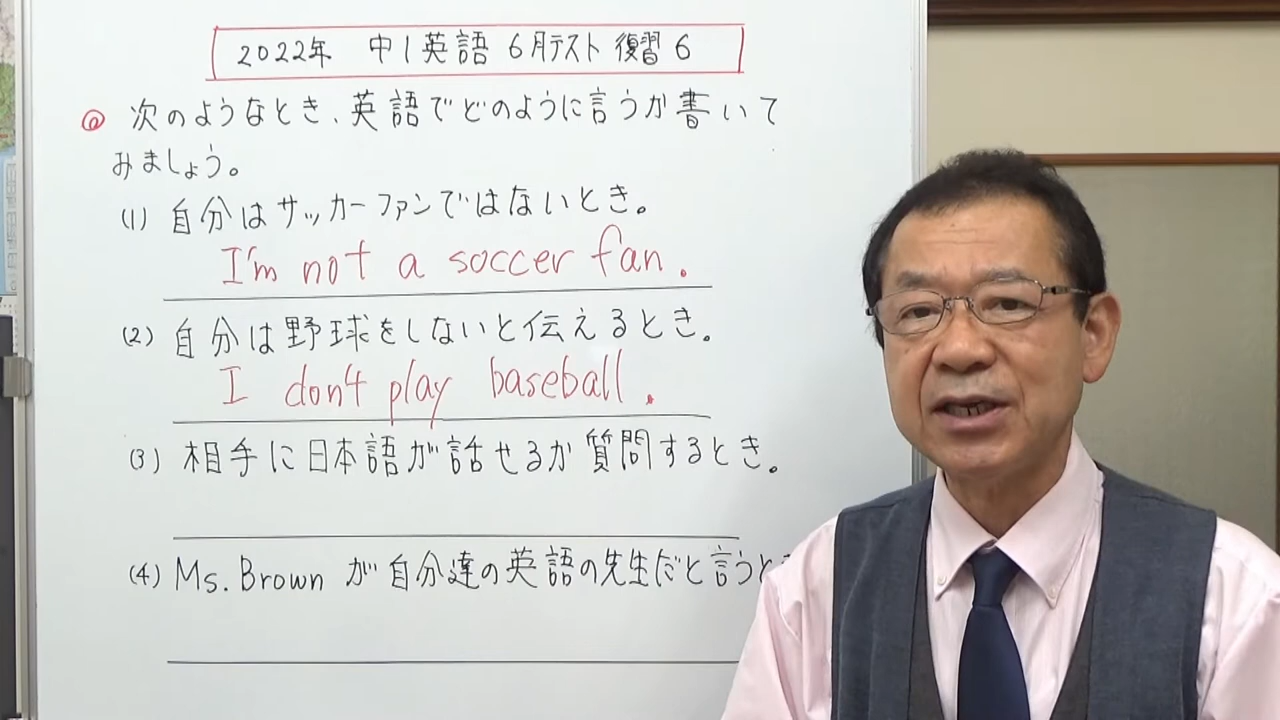 2022年 中1英語 6月テスト 復習6
◎ 次のようなとき、英語でどのように言うか書いて
みましょう。
(1) 自分はサッカーファンではないとき。
I'm not a soccer fan.
(2) 自分は野球をしないと伝えるとき。
I don't play baseball.
(3) 相手に日本語が話せるか質問するとき。
(4) Ms. Brown が自分達の英語の先生だと言うと